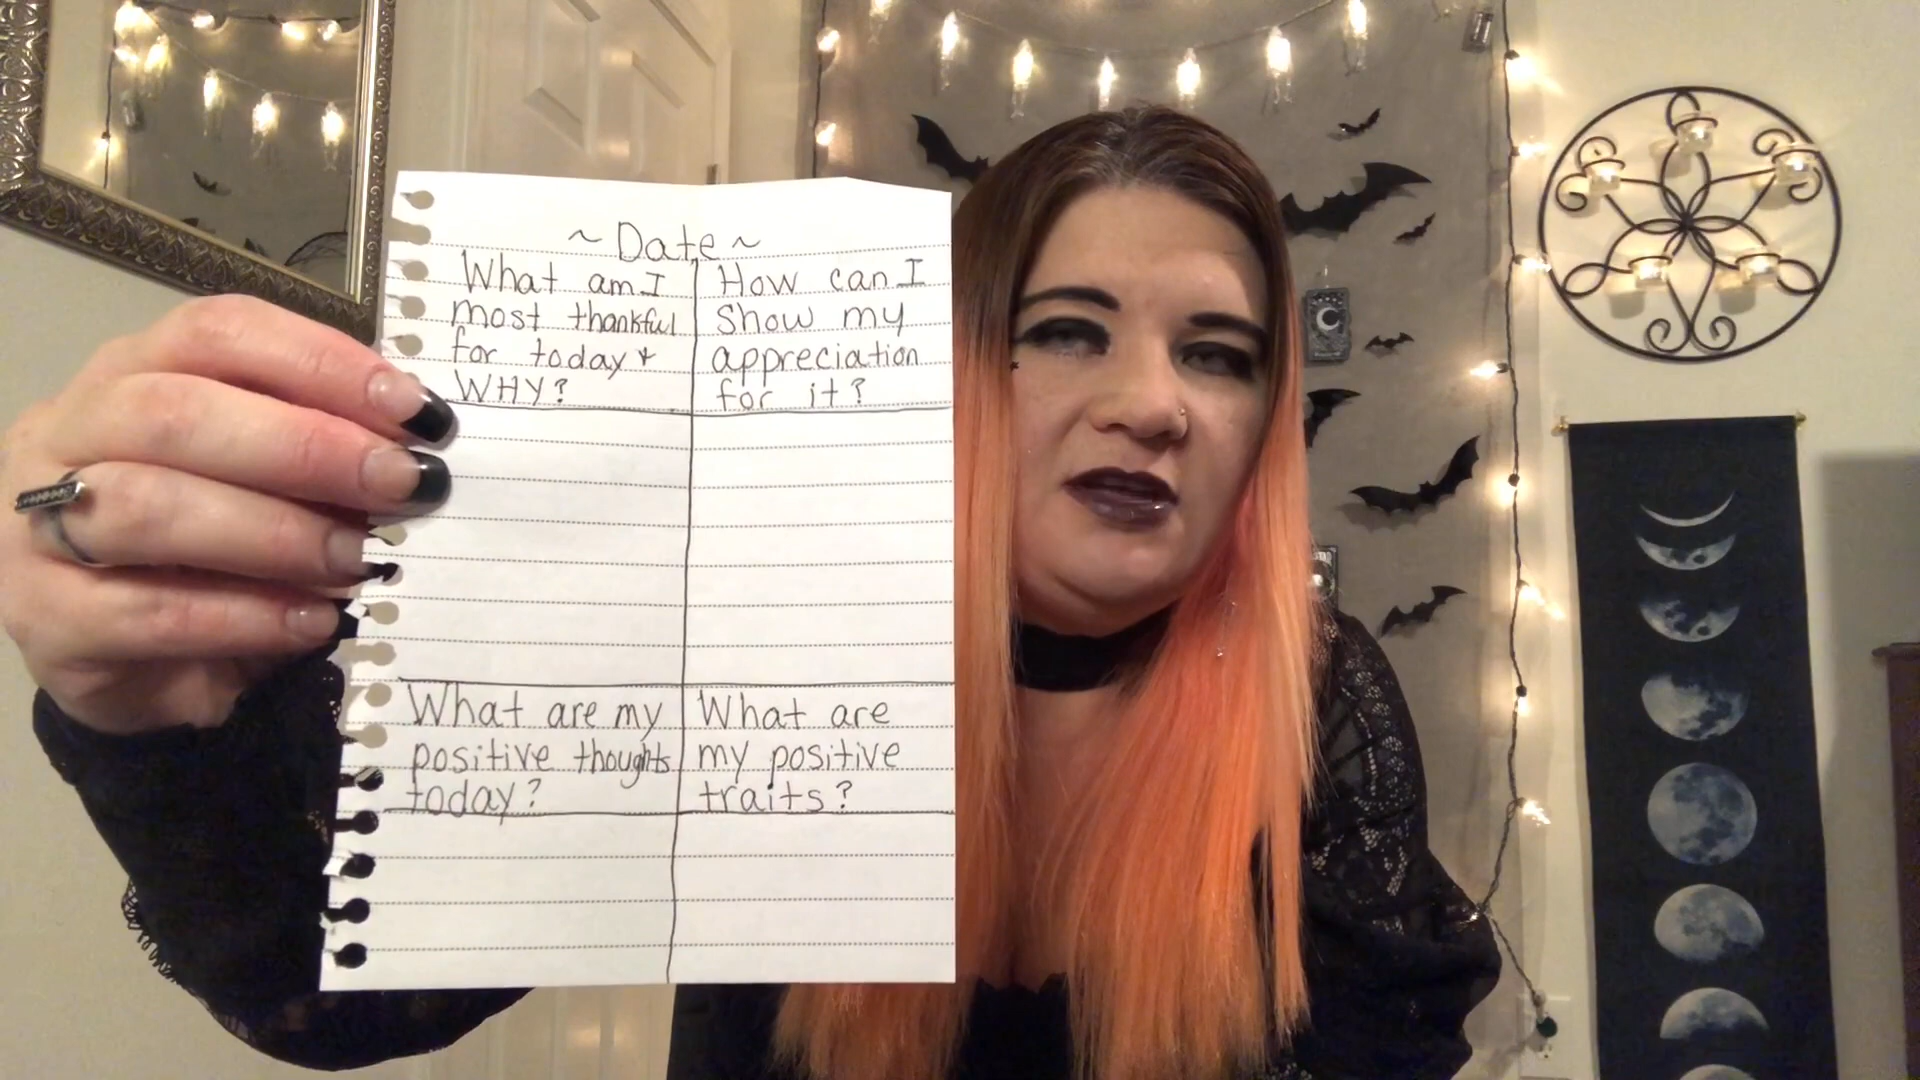 ~ Date ~
What am I
most thankful
for today +
WHY?
How can I
show my
appreciation
for it?
What are my
positive thoughts
today?
What are
my positive
traits?